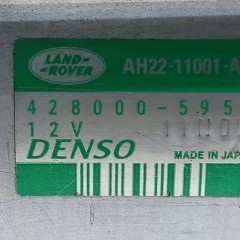 LAND-
ROVER
AH22-11001-A
428000-595
12V
DENSO
MADE IN JAPA